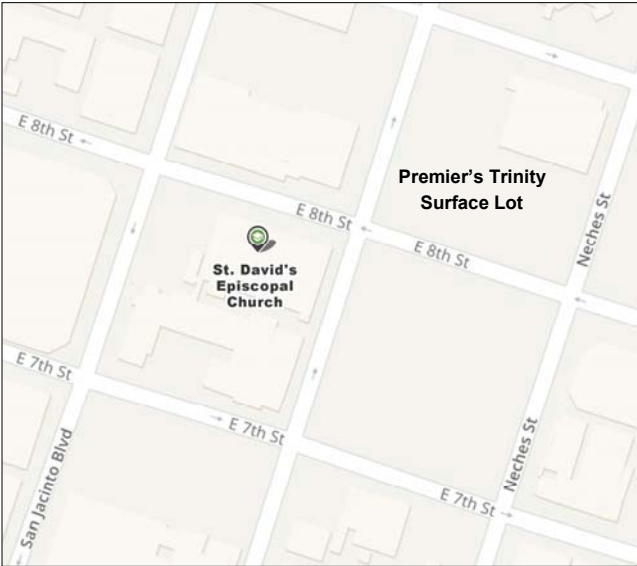 E 8th St
Premier's Trinity
Surface Lot
E 8th St
E 8th St
Neches St
St. David's
Episcopal
Church
E 7th St
E 7th St
Neches St
San Jacinto Blvd
E 7th St